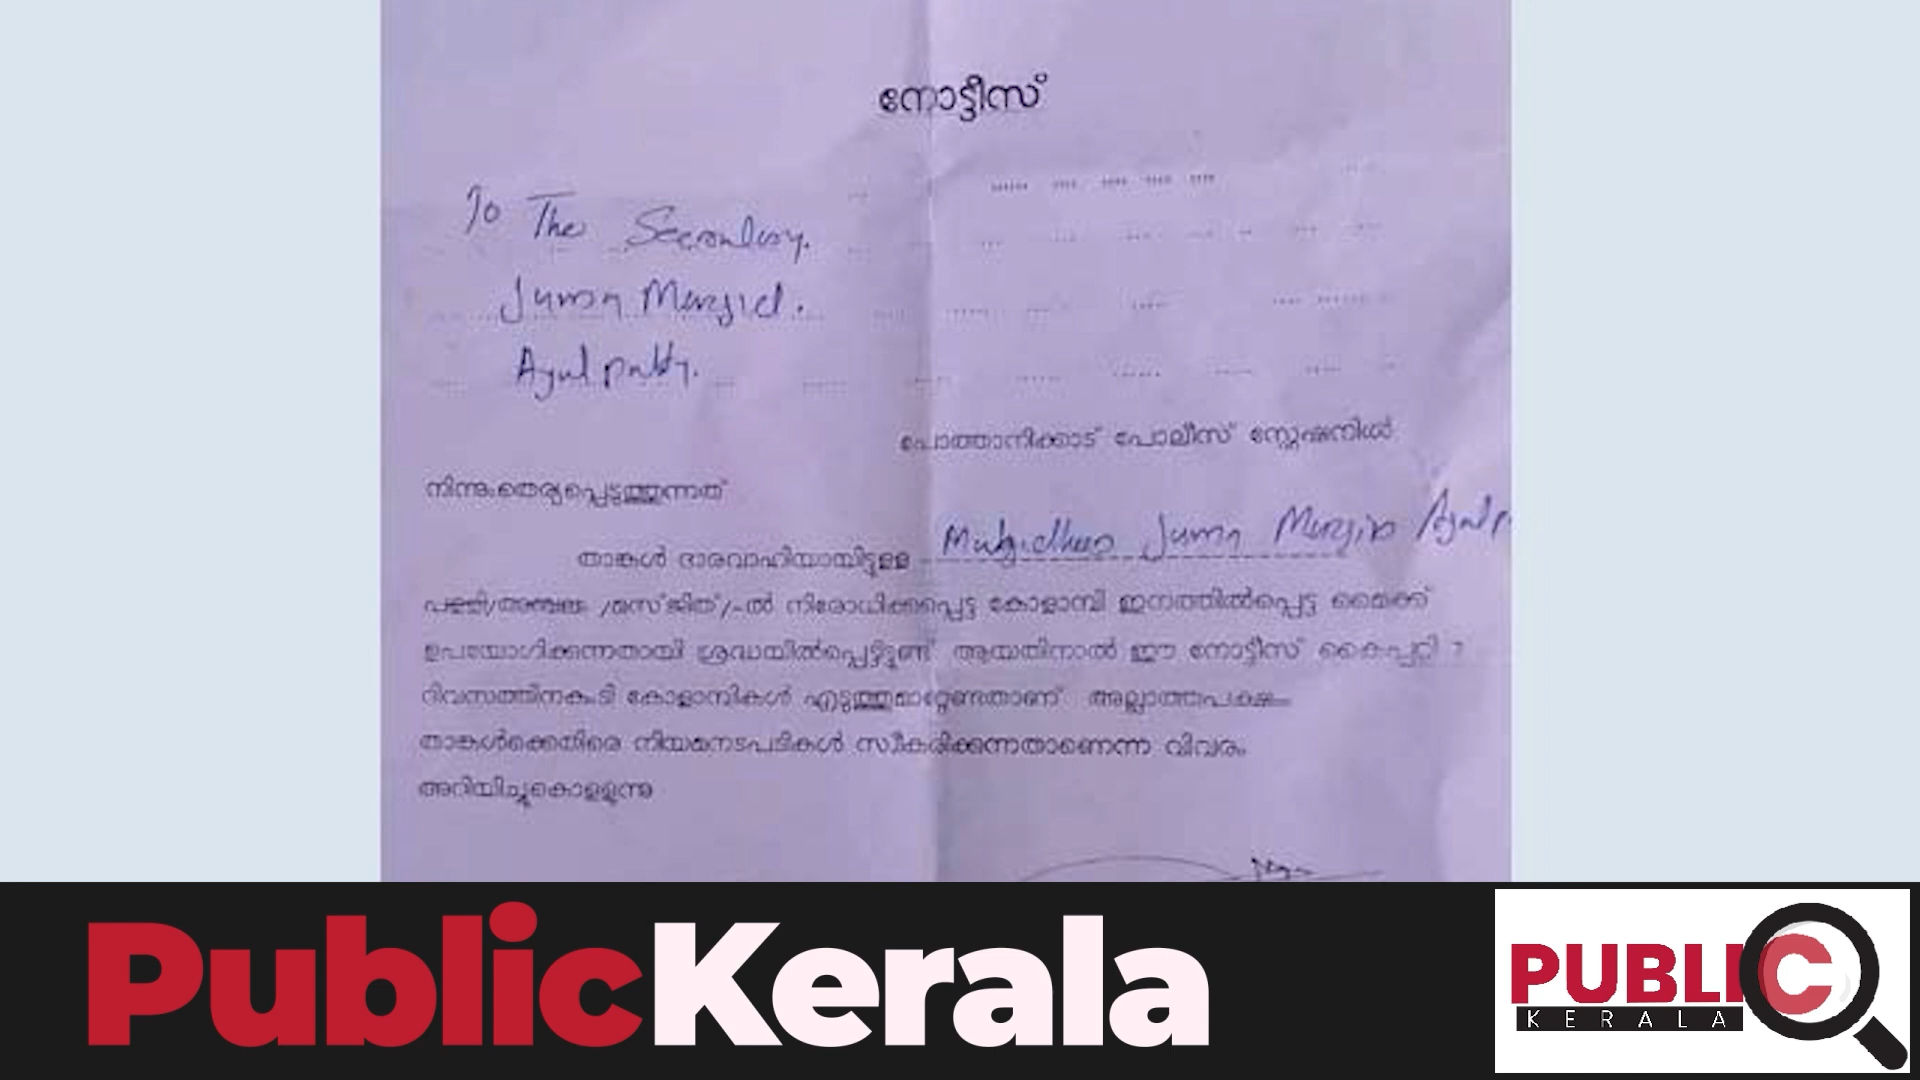 നോട്ടീസ്
To The Secretary.
Juma Mazjid.
പോത്താനിക്കാട് പോലീസ് സ്റ്റേഷനിൽ
നിന്നുംതെര്യപ്പെടുത്തുന്നത്
താങ്കൾ ഭാരവാഹിയായിട്ടുള്ള Juma
പള്ളി/അമ്പലം /മസ്ജിത്/-ൽ നിരോധിക്കപ്പെട്ട കോളാമ്പി ഇനത്തിൽപ്പെട്ട മൈക്ക്
ഉപയോഗിക്കുന്നതായി ശ്രദ്ധയിൽപ്പെട്ടിട്ടുണ്ട് ആയതിനാൽ ഈ നോട്ടീസ് കൈപ്പറ്റി 7
ദിവസത്തിനകം കോളാമ്പികൾ എടുത്തുമാറ്റേണ്ടതാണ് അല്ലാത്തപക്ഷം
താങ്കൾക്കെതിരെ നിയമനടപടികൾ സ്വീകരിക്കുന്നതാണെന്ന വിവരം
അറിയിച്ചുകൊള്ളുന്നു
PublicKerala
PUBLIC
KERALA